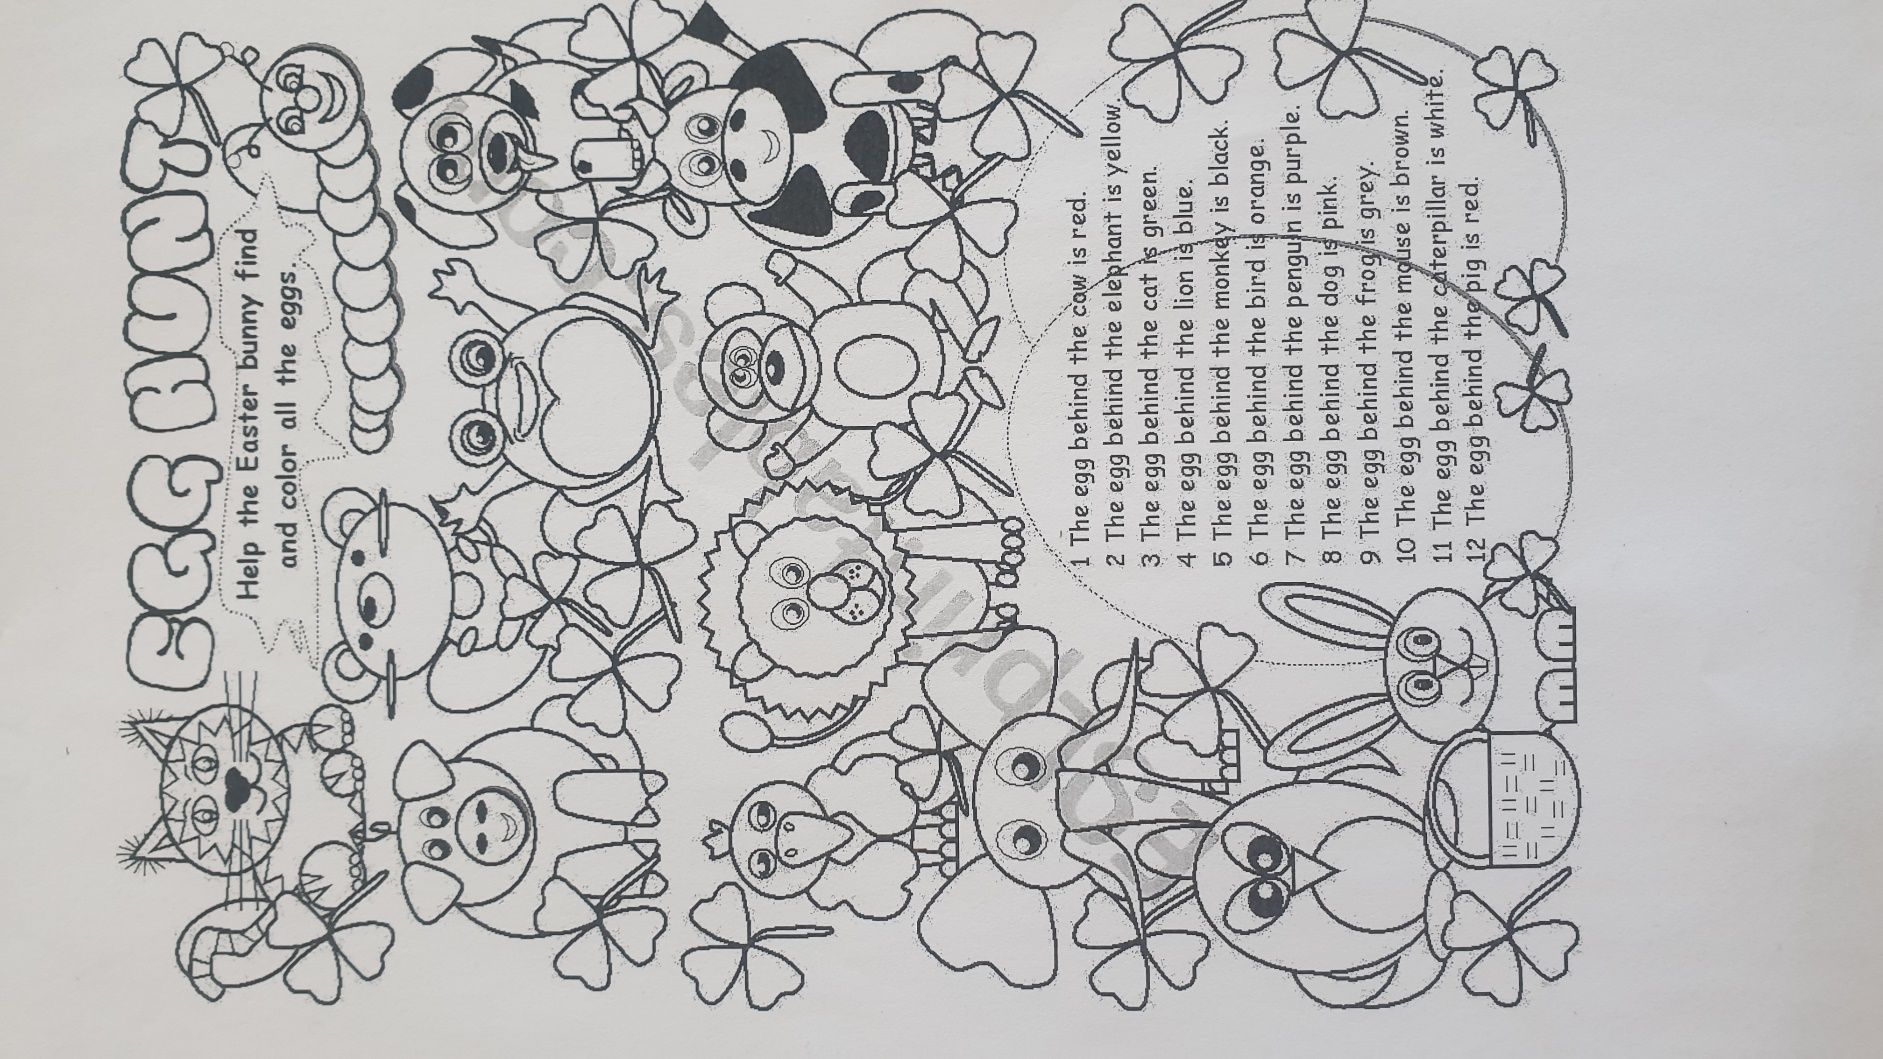 EGG HUNT
Help the Easter bunny find
and color all the eggs.
1 The egg behind the cow is red.
2 The egg behind the elephant is yellow.
3 The egg behind the cat is green.
4 The egg behind the lion is blue.
5 The egg behind the monkey is black.
6 The egg behind the bird is orange.
7 The egg behind the penguin is purple.
8 The egg behind the dog is pink.
9 The egg behind the frog is grey.
10 The egg behind the mouse is brown.
11 The egg behind the caterpillar is white.
12 The egg behind the pig is red.